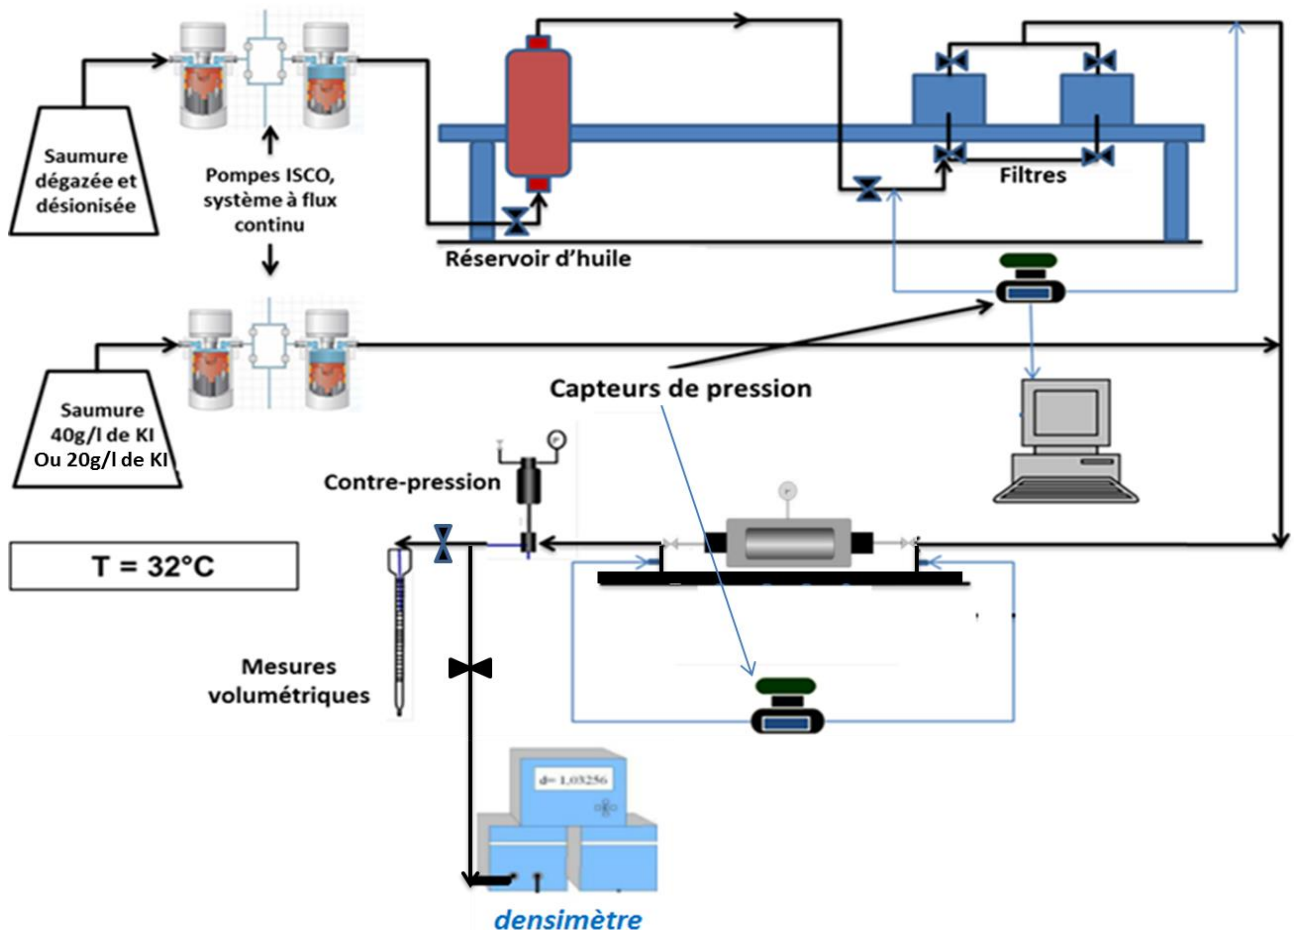 Saumure
dégazée et
désionisée
Pompes ISCO,
système à flux
continu
Réservoir d'huile
Filtres
Saumure
40g/l de KI
Ou 20g/l de KI
Capteurs de pression
Contre-pression
T = 32°C
Mesures
volumétriques
d= 1,03256
densimètre